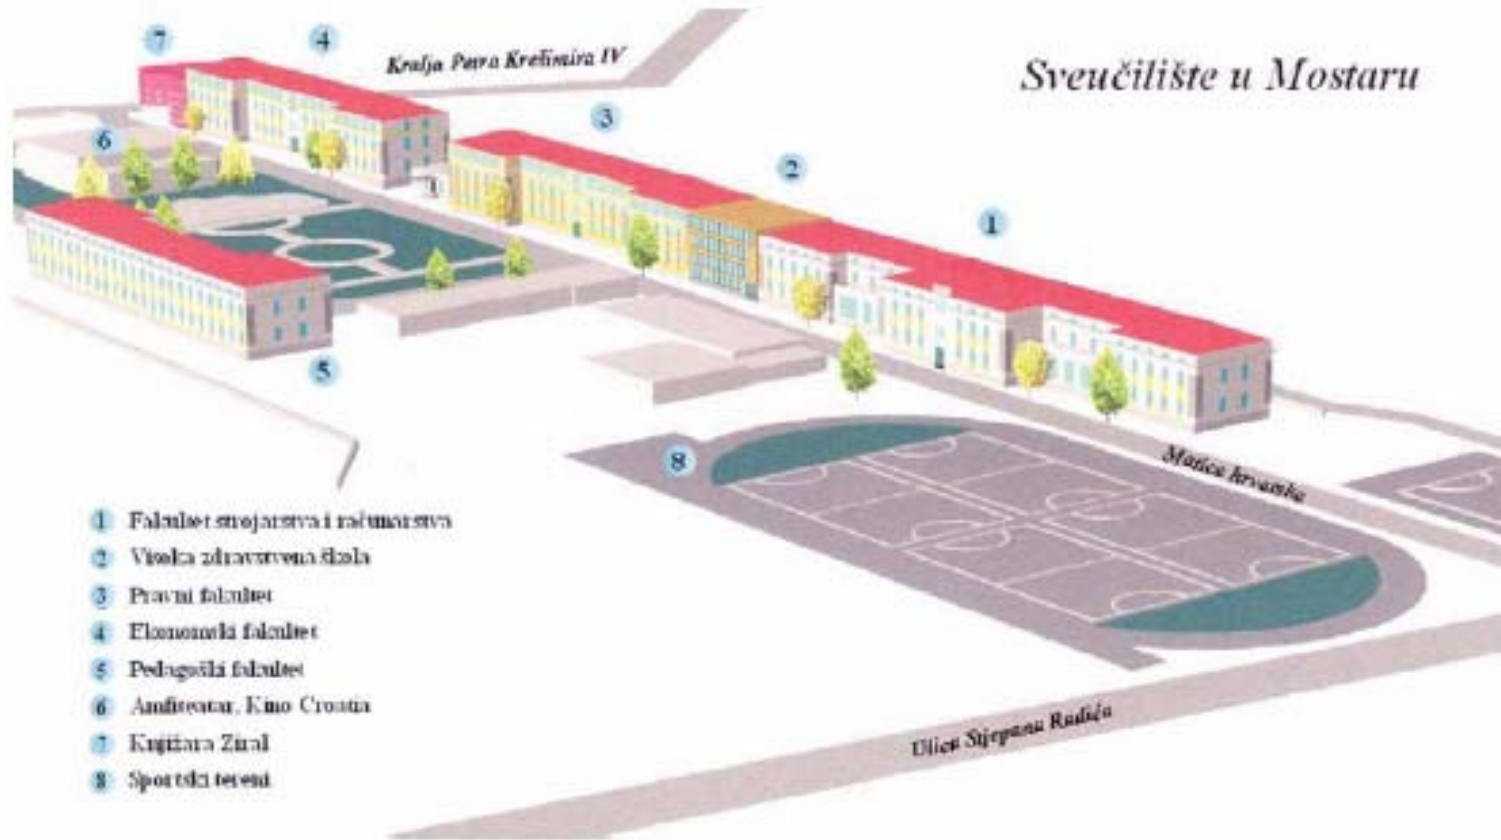 7
4
Kralja Petra Krešimira IV
Sveučilište u Mostaru
3
6
2
1
5
8
Matica hrvatska
1 Fakultet strojarstva i računarstva
2 Visoka zdravstvena škola
3 Pravni fakultet
4 Ekonomski fakultet
5 Pedagoški fakultet
6 Amfiteatar, Kino Croatia
7 Knjižara Ziral
8 Sportski tereni
Ulica Stjepana Radića